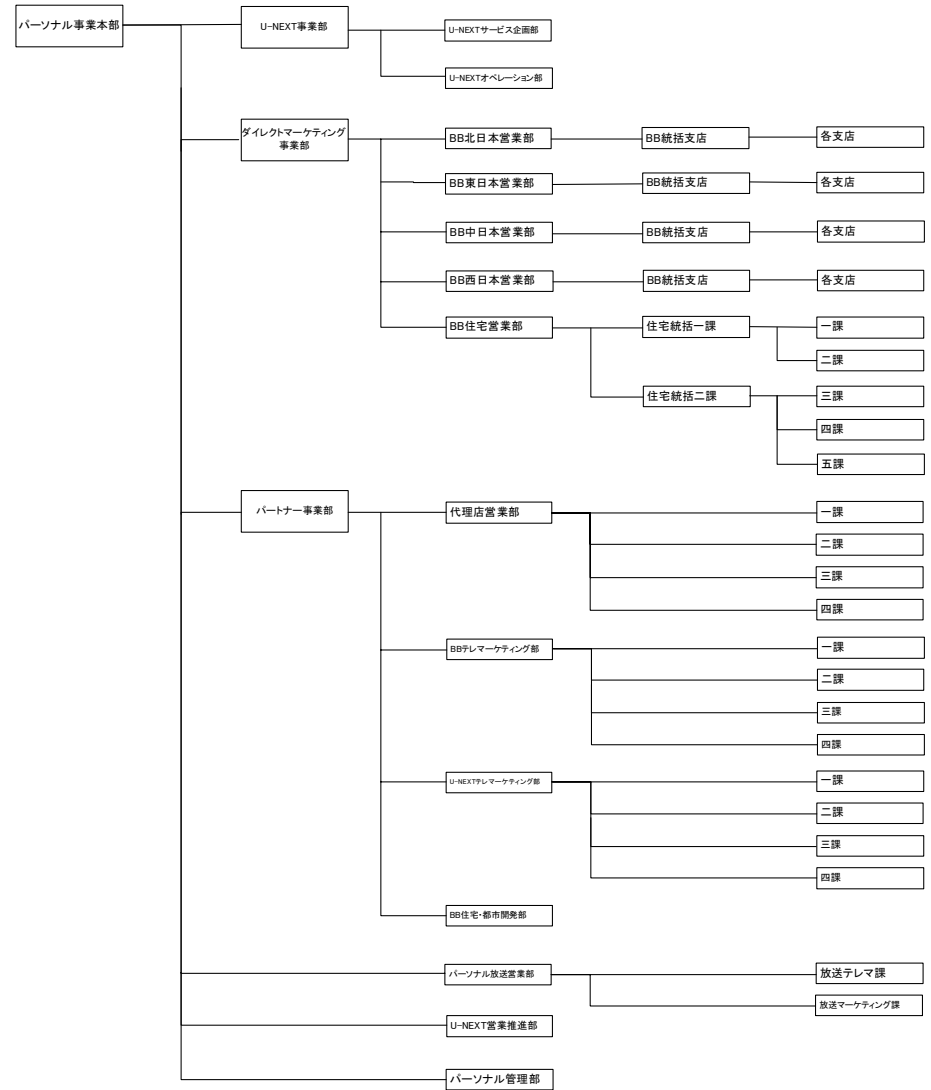 パーソナル事業本部
U-NEXT事業部
U-NEXTサービス企画部
U-NEXTオペレーション部
ダイレクトマーケティング
事業部
BB北日本営業部
BB統括支店
各支店
BB東日本営業部
BB統括支店
各支店
BB中日本営業部
BB統括支店
各支店
BB西日本営業部
BB統括支店
各支店
BB住宅営業部
住宅統括一課
一課
二課
住宅統括二課
三課
四課
五課
パートナー事業部
代理店営業部
一課
二課
三課
四課
BBテレマーケティング部
一課
二課
三課
四課
U-NEXTテレマーケティング部
一課
二課
三課
四課
BB住宅・都市開発部
パーソナル放送営業部
放送テレマ課
放送マーケティング課
U-NEXT営業推進部
パーソナル管理部